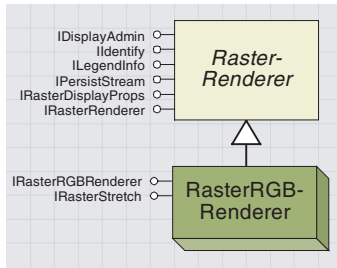 IDisplayAdmin
IIdentify
ILegendInfo
IPersistStream
IRasterDisplayProps
IRasterRenderer
Raster-
Renderer
IRasterRGBRenderer
IRasterStretch
RasterRGB-
Renderer